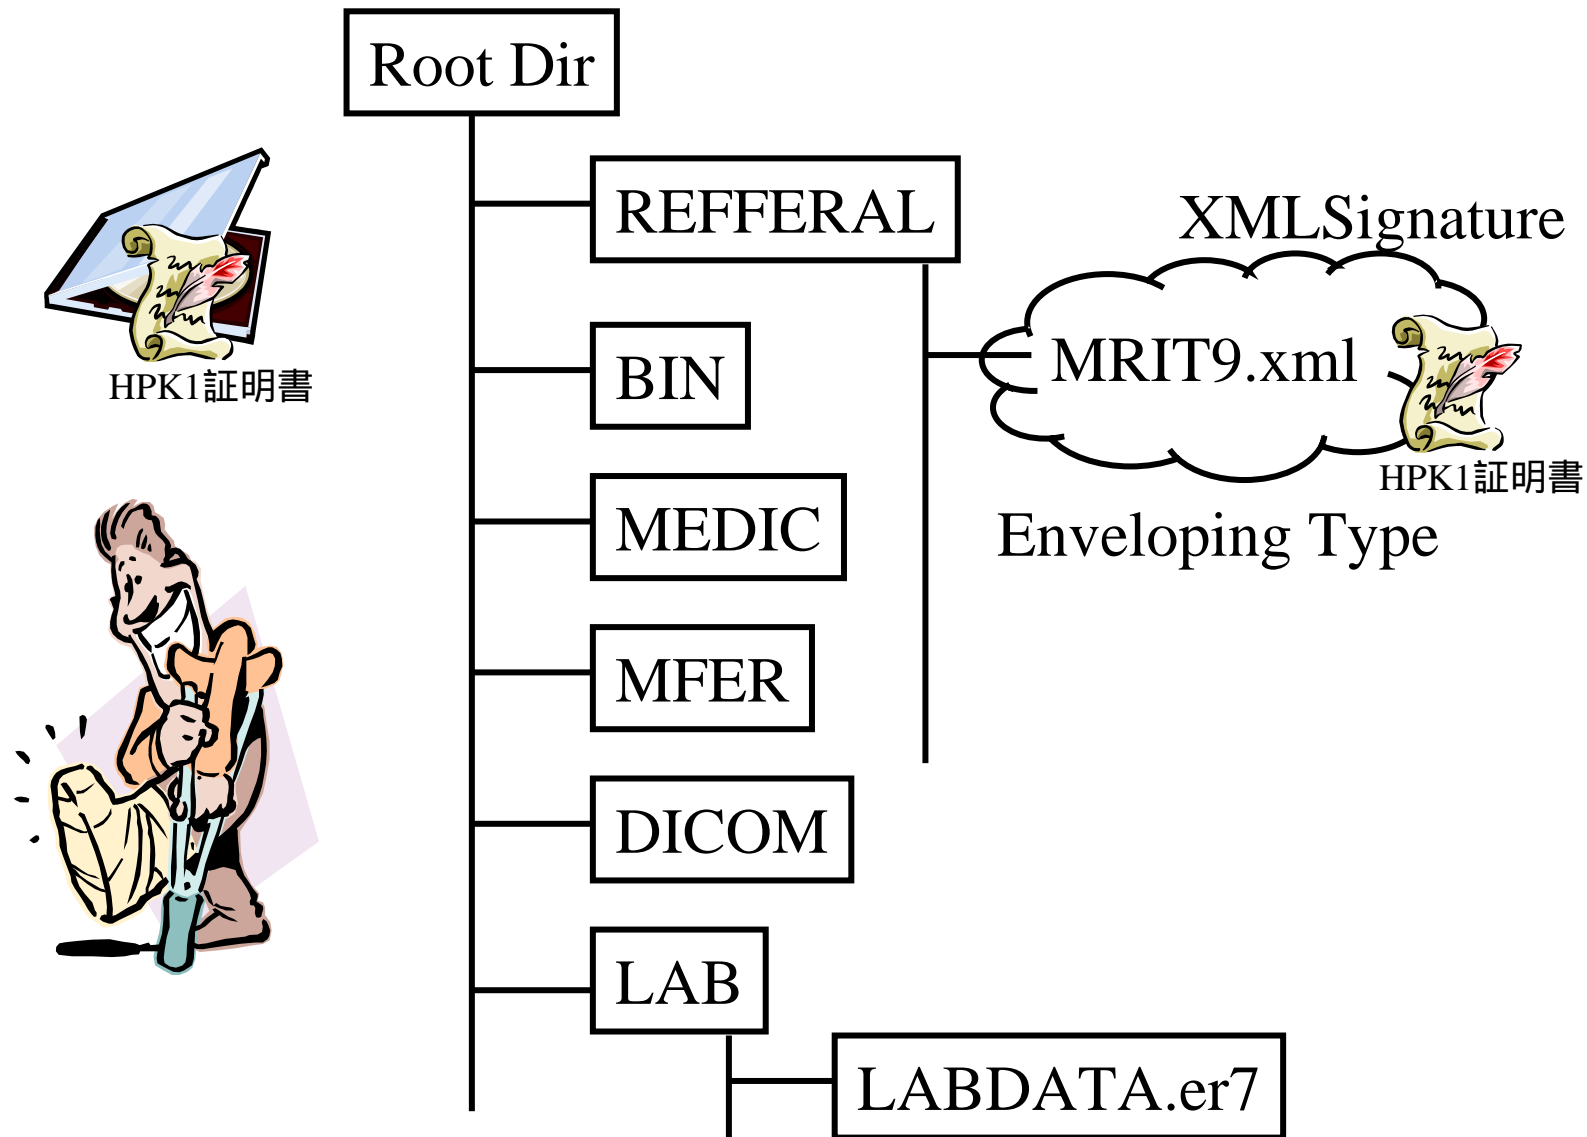 Root Dir
REFFERAL
XMLSignature
BIN
MRIT9.xml
HPK1証明書
HPK1証明書
MEDIC
Enveloping Type
MFER
DICOM
LAB
LABDATA.er7